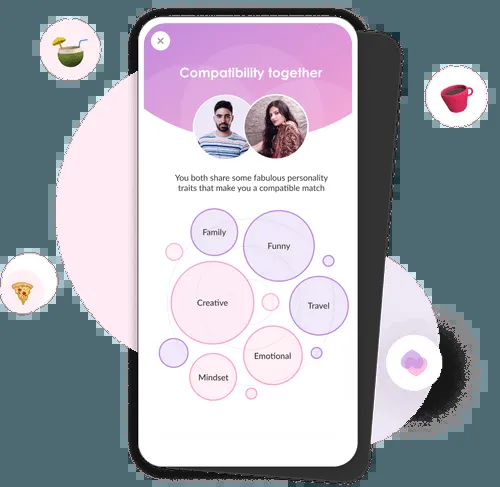 Compatibility together
You both share some fabulous personality
traits that make you a compatible match
Family
Funny
Creative
Travel
Emotional
Mindset